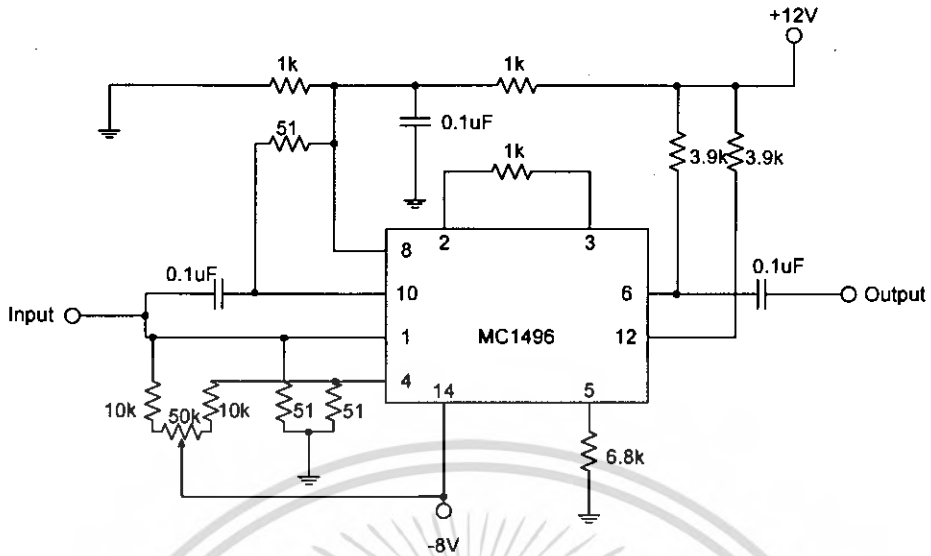 +12V
1k
1k
0.1uF
51
3.9k
3.9k
1k
2
3
8
0.1uF
10
6
0.1uF
Input
Output
1
MC1496
12
4
14
5
10k
50k
10k
51
51
6.8k
-8V